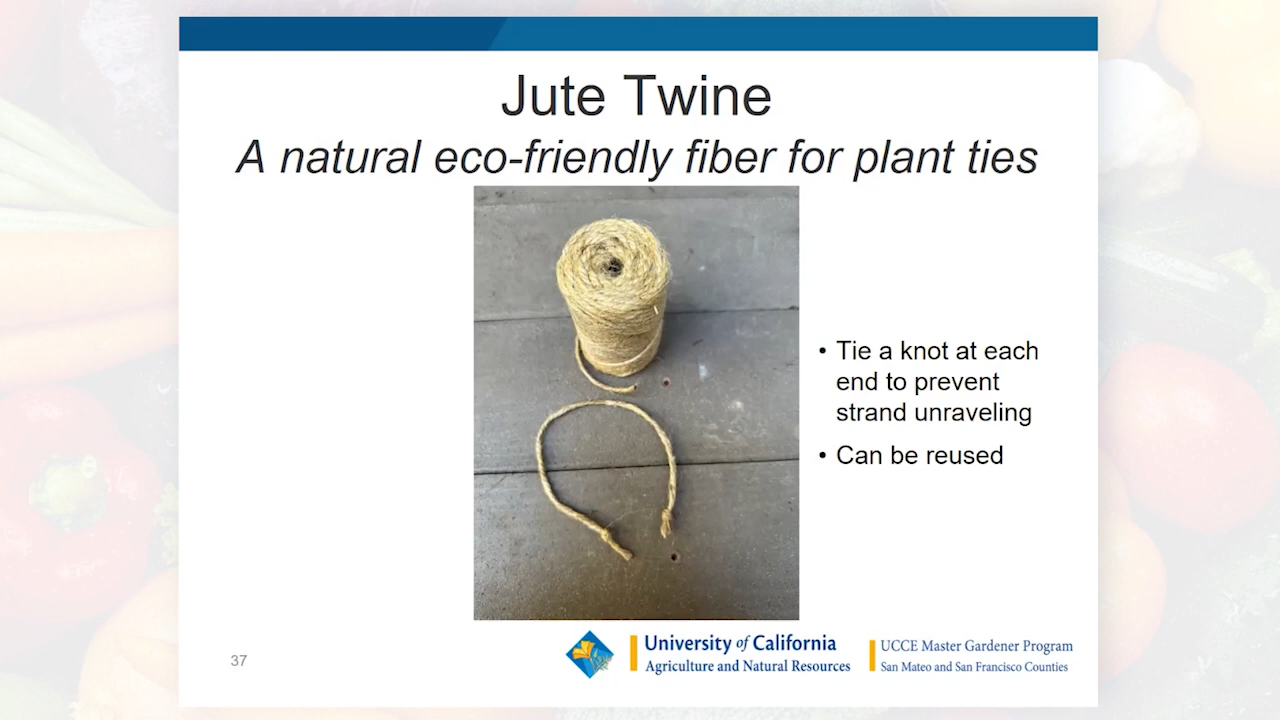 Jute Twine
A natural eco-friendly fiber for plant ties
• Tie a knot at each
end to prevent
strand unraveling
• Can be reused
37
University of California
Agriculture and Natural Resources
UCCE Master Gardener Program
San Mateo and San Francisco Counties